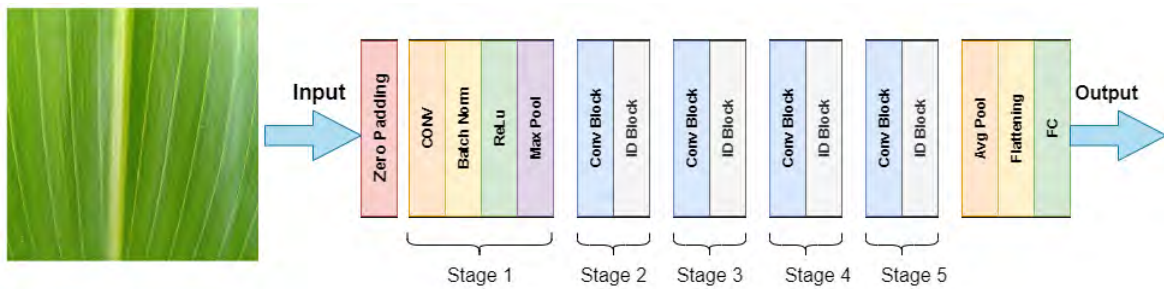 Input
Zero Padding
CONV
Batch Norm
ReLu
Max Pool
Conv Block
ID Block
Conv Block
ID Block
Conv Block
ID Block
Conv Block
ID Block
Avg Pool
Flattening
FC
Output
Stage 1
Stage 2
Stage 3
Stage 4
Stage 5